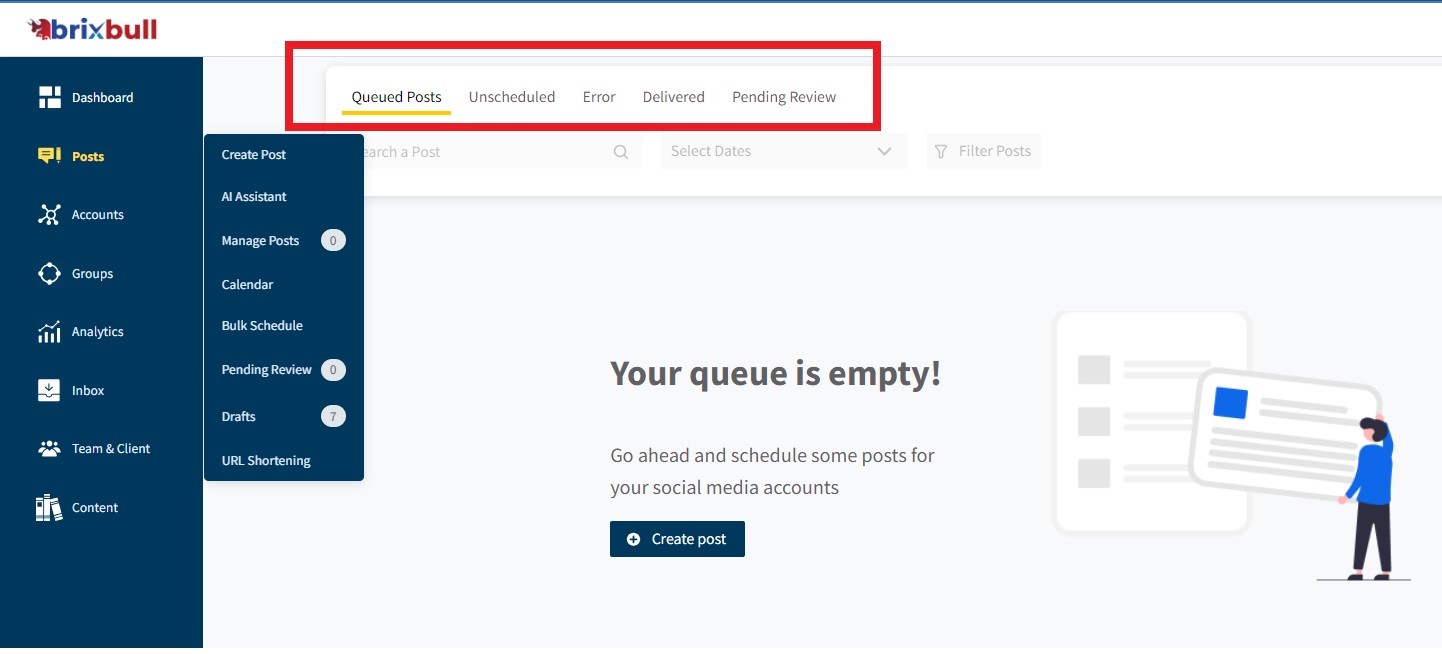 brixbull
Dashboard
Posts
Accounts
Groups
Analytics
Inbox
Team & Client
Content
Create Post
AI Assistant
Manage Posts 0
Calendar
Bulk Schedule
Pending Review 0
Drafts 7
URL Shortening
Queued Posts Unscheduled Error Delivered Pending Review
earch a Post Select Dates Filter Posts
Your queue is empty!
Go ahead and schedule some posts for
your social media accounts
Create post